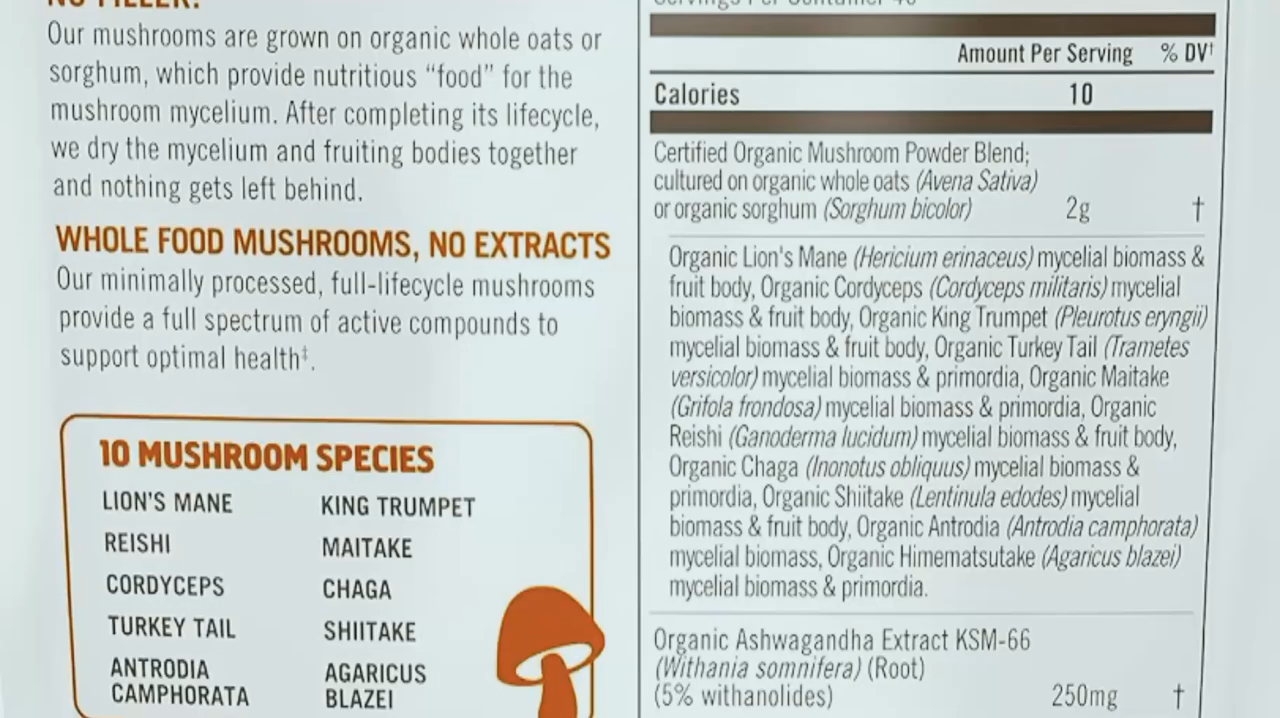 NO FILLER!
Our mushrooms are grown on organic whole oats or
sorghum, which provide nutritious “food” for the
mushroom mycelium. After completing its lifecycle,
we dry the mycelium and fruiting bodies together
and nothing gets left behind.
WHOLE FOOD MUSHROOMS, NO EXTRACTS
Our minimally processed, full-lifecycle mushrooms
provide a full spectrum of active compounds to
support optimal health‡.
10 MUSHROOM SPECIES
LION'S MANE
REISHI
CORDYCEPS
TURKEY TAIL
ANTRODIA
CAMPHORATA
KING TRUMPET
MAITAKE
CHAGA
SHIITAKE
AGARICUS
BLAZEI
Servings Per Container
Amount Per Serving % DV†
Calories 10
Certified Organic Mushroom Powder Blend;
cultured on organic whole oats (Avena Sativa)
or organic sorghum (Sorghum bicolor) 2g †
Organic Lion's Mane (Hericium erinaceus) mycelial biomass &
fruit body, Organic Cordyceps (Cordyceps militaris) mycelial
biomass & fruit body, Organic King Trumpet (Pleurotus eryngii)
mycelial biomass & fruit body, Organic Turkey Tail (Trametes
versicolor) mycelial biomass & primordia, Organic Maitake
(Grifola frondosa) mycelial biomass & primordia, Organic
Reishi (Ganoderma lucidum) mycelial biomass & fruit body,
Organic Chaga (Inonotus obliquus) mycelial biomass &
primordia, Organic Shiitake (Lentinula edodes) mycelial
biomass & fruit body, Organic Antrodia (Antrodia camphorata)
mycelial biomass, Organic Himematsutake (Agaricus blazei)
mycelial biomass & primordia.
Organic Ashwagandha Extract KSM-66
(Withania somnifera) (Root)
(5% withanolides) 250mg †